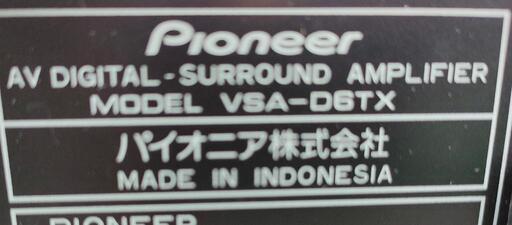 Pioneer
AV DIGITAL-SURROUND AMPLIFIER
MODEL VSA-D6TX
パイオニア株式会社
MADE IN INDONESIA
PIONEER